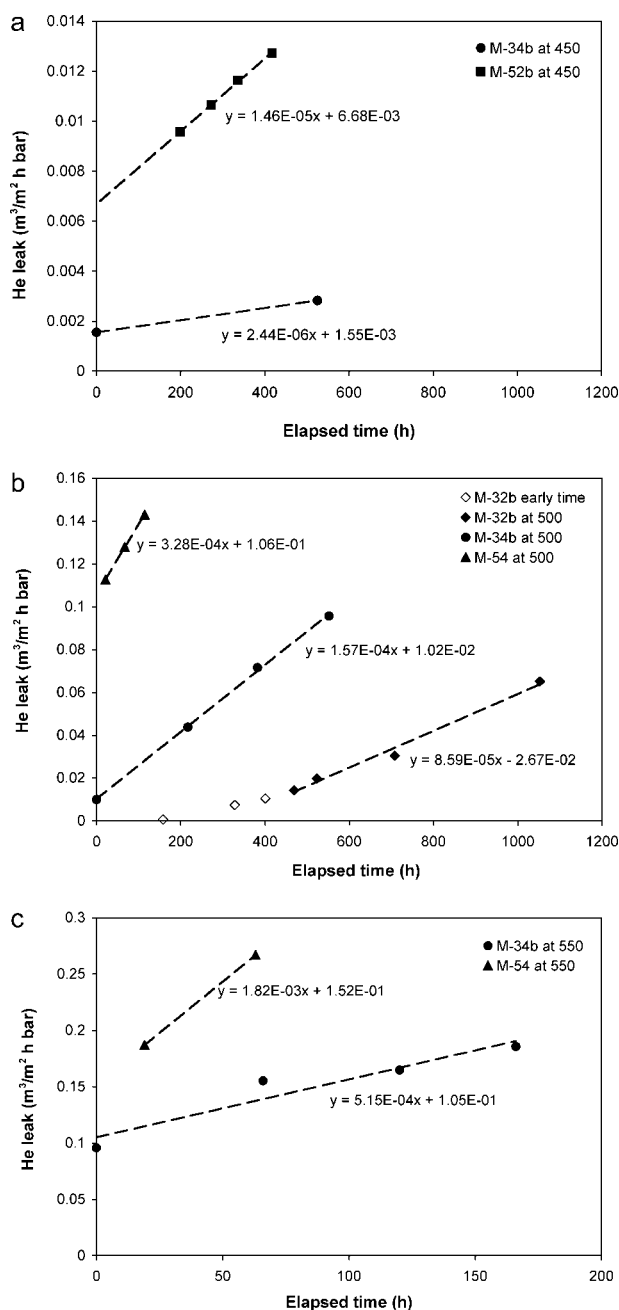 a
0.014
0.012
0.01
0.008
0.006
0.004
0.002
0
He leak (m³/m² h bar)
M-34b at 450
M-52b at 450
y = 1.46E-05x + 6.68E-03
y = 2.44E-06x + 1.55E-03
0 200 400 600 800 1000 1200
Elapsed time (h)
b
0.16
0.14
0.12
0.1
0.08
0.06
0.04
0.02
0
He leak (m³/m² h bar)
M-32b early time
M-32b at 500
M-34b at 500
M-54 at 500
y = 3.28E-04x + 1.06E-01
y = 1.57E-04x + 1.02E-02
y = 8.59E-05x - 2.67E-02
0 200 400 600 800 1000 1200
Elapsed time (h)
c
0.3
0.25
0.2
0.15
0.1
0.05
0
He leak (m³/m² h bar)
M-34b at 550
M-54 at 550
y = 1.82E-03x + 1.52E-01
y = 5.15E-04x + 1.05E-01
0 50 100 150 200
Elapsed time (h)